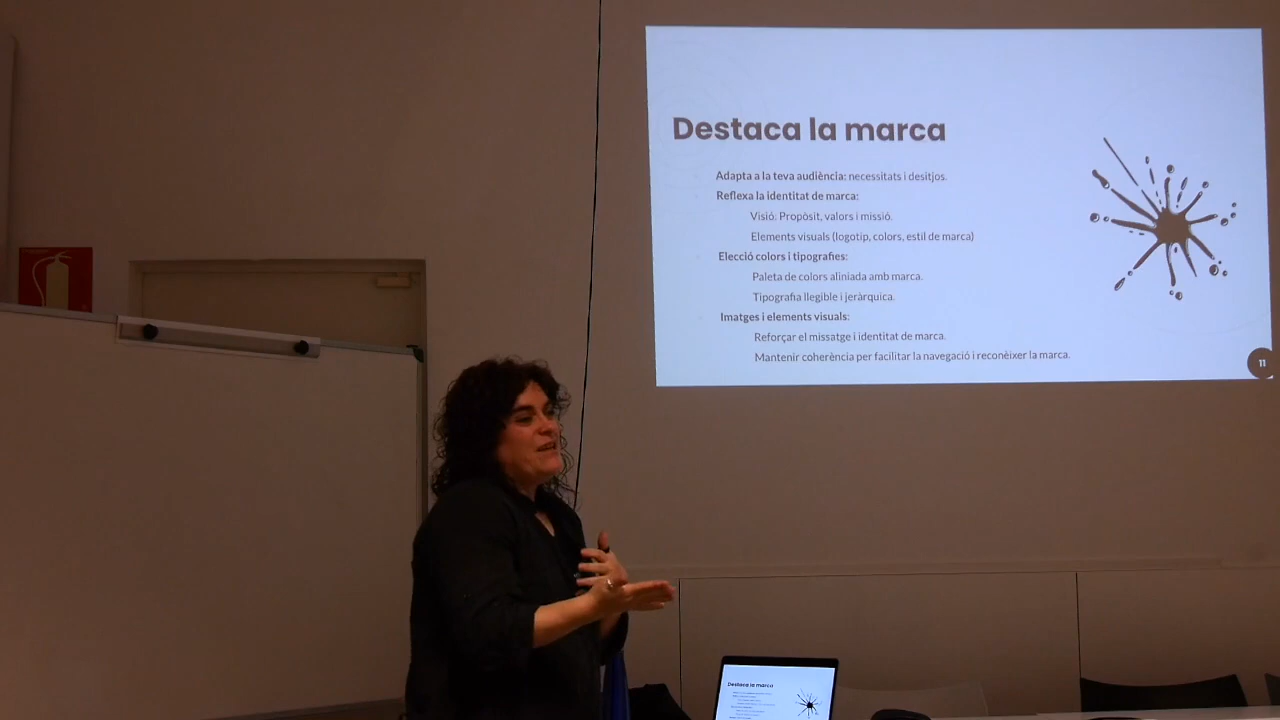 Destaca la marca
Adapta a la teva audiència: necessitats i desitjos.
Reflexa la identitat de marca:
Visió. Propòsit, valors i missió.
Elements visuals (logotip, colors, estil de marca)
Elecció colors i tipografies:
Paleta de colors aliniada amb marca.
Tipografia llegible i jeràrquica.
Imatges i elements visuals:
Reforçar el missatge i identitat de marca.
Mantenir coherència per facilitar la navegació i reconèixer la marca.
11
Destaca la marca